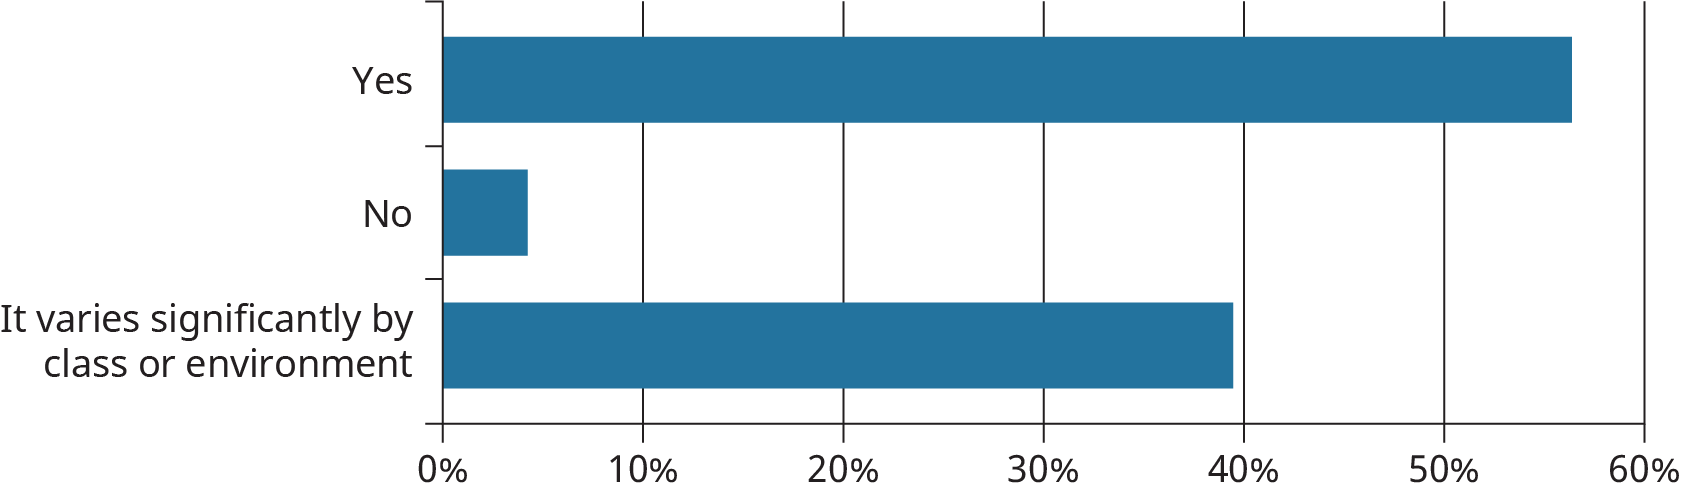 Yes
No
It varies significantly by
class or environment
0% 10% 20% 30% 40% 50% 60%